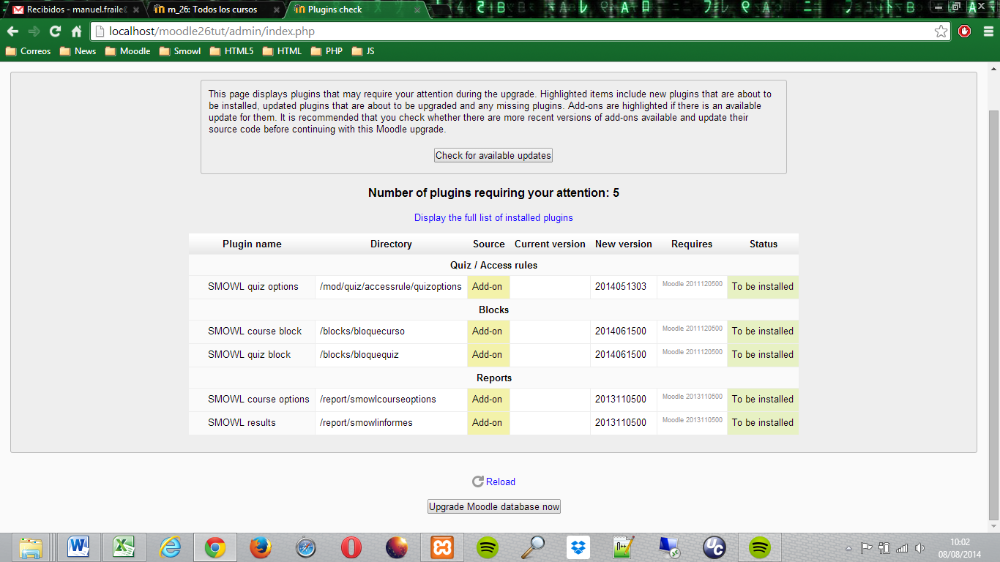 Recibidos - manuel.fraile@
m_26: Todos los cursos
Plugins check
localhost/moodle26tut/admin/index.php
Correos News Moodle Smowl HTML5 HTML PHP JS
This page displays plugins that may require your attention during the upgrade. Highlighted items include new plugins that are about to
be installed, updated plugins that are about to be upgraded and any missing plugins. Add-ons are highlighted if there is an available
update for them. It is recommended that you check whether there are more recent versions of add-ons available and update their
source code before continuing with this Moodle upgrade.
Check for available updates
Number of plugins requiring your attention: 5
Display the full list of installed plugins
Plugin name Directory Source Current version New version Requires Status
Quiz / Access rules
SMOWL quiz options /mod/quiz/accessrule/quizoptions Add-on 2014051303 Moodle 2011120500 To be installed
Blocks
SMOWL course block /blocks/bloquecurso Add-on 2014061500 Moodle 2011120500 To be installed
SMOWL quiz block /blocks/bloquequiz Add-on 2014061500 Moodle 2011120500 To be installed
Reports
SMOWL course options /report/smowlcourseoptions Add-on 2013110500 Moodle 2013110500 To be installed
SMOWL results /report/smowlinformes Add-on 2013110500 Moodle 2013110500 To be installed
Reload
Upgrade Moodle database now
10:02
08/08/2014